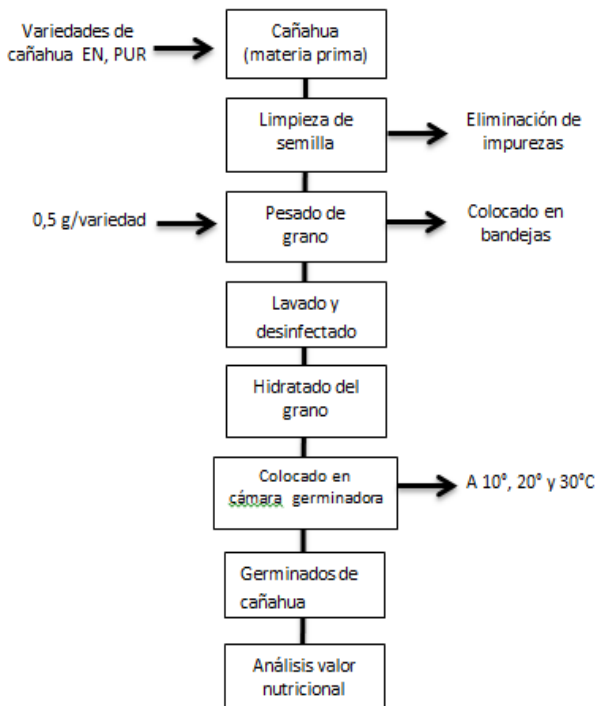 Variedades de
cañahua EN, PUR
Cañahua
(materia prima)
Limpieza de
semilla
Eliminación de
impurezas
0,5 g/variedad
Pesado de
grano
Colocado en
bandejas
Lavado y
desinfectado
Hidratado del
grano
Colocado en
cámara germinadora
A 10°, 20° y 30°C
Germinados de
cañahua
Análisis valor
nutricional